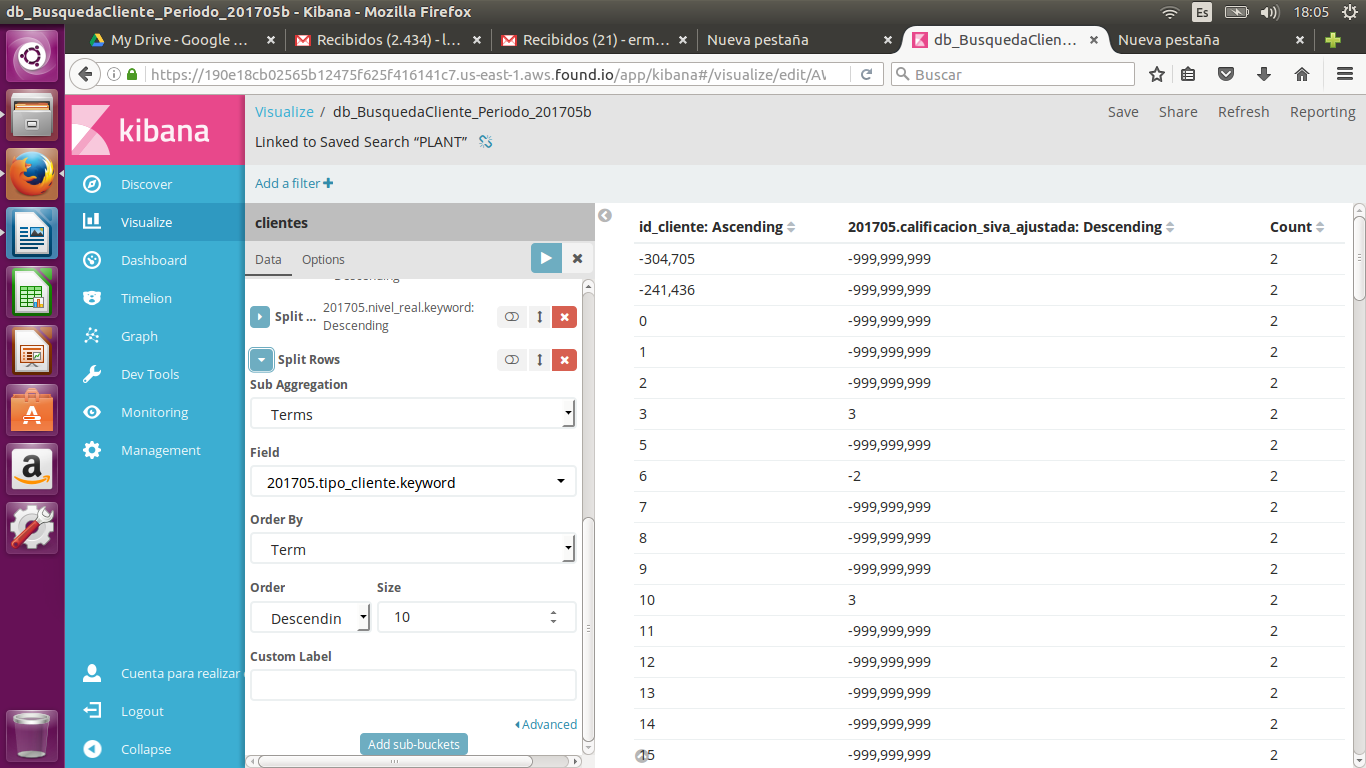 db_BusquedaCliente_Periodo_201705b - Kibana - Mozilla Firefox
Es
18:05
My Drive - Google ...
Recibidos (2.434) - l...
Recibidos (21) - erm...
Nueva pestaña
db_BusquedaClien...
Nueva pestaña
https://190e18cb02565b12475f625f416141c7.us-east-1.aws.found.io/app/kibana#/visualize/edit/AV
Buscar
kibana
Discover
Visualize
Dashboard
Timelion
Graph
Dev Tools
Monitoring
Management
Cuenta para realizar
Logout
Collapse
Visualize / db_BusquedaCliente_Periodo_201705b
Save
Share
Refresh
Reporting
Linked to Saved Search “PLANT”
Add a filter
clientes
Data
Options
Descending
Split ...
201705.nivel_real.keyword:
Descending
Split Rows
Sub Aggregation
Terms
Field
201705.tipo_cliente.keyword
Order By
Term
Order
Size
Descendin
10
Custom Label
Advanced
Add sub-buckets
id_cliente: Ascending 201705.calificacion_siva_ajustada: Descending Count
-304,705 -999,999,999 2
-241,436 -999,999,999 2
0 -999,999,999 2
1 -999,999,999 2
2 -999,999,999 2
3 3 2
5 -999,999,999 2
6 -2 2
7 -999,999,999 2
8 -999,999,999 2
9 -999,999,999 2
10 3 2
11 -999,999,999 2
12 -999,999,999 2
13 -999,999,999 2
14 -999,999,999 2
15 -999,999,999 2